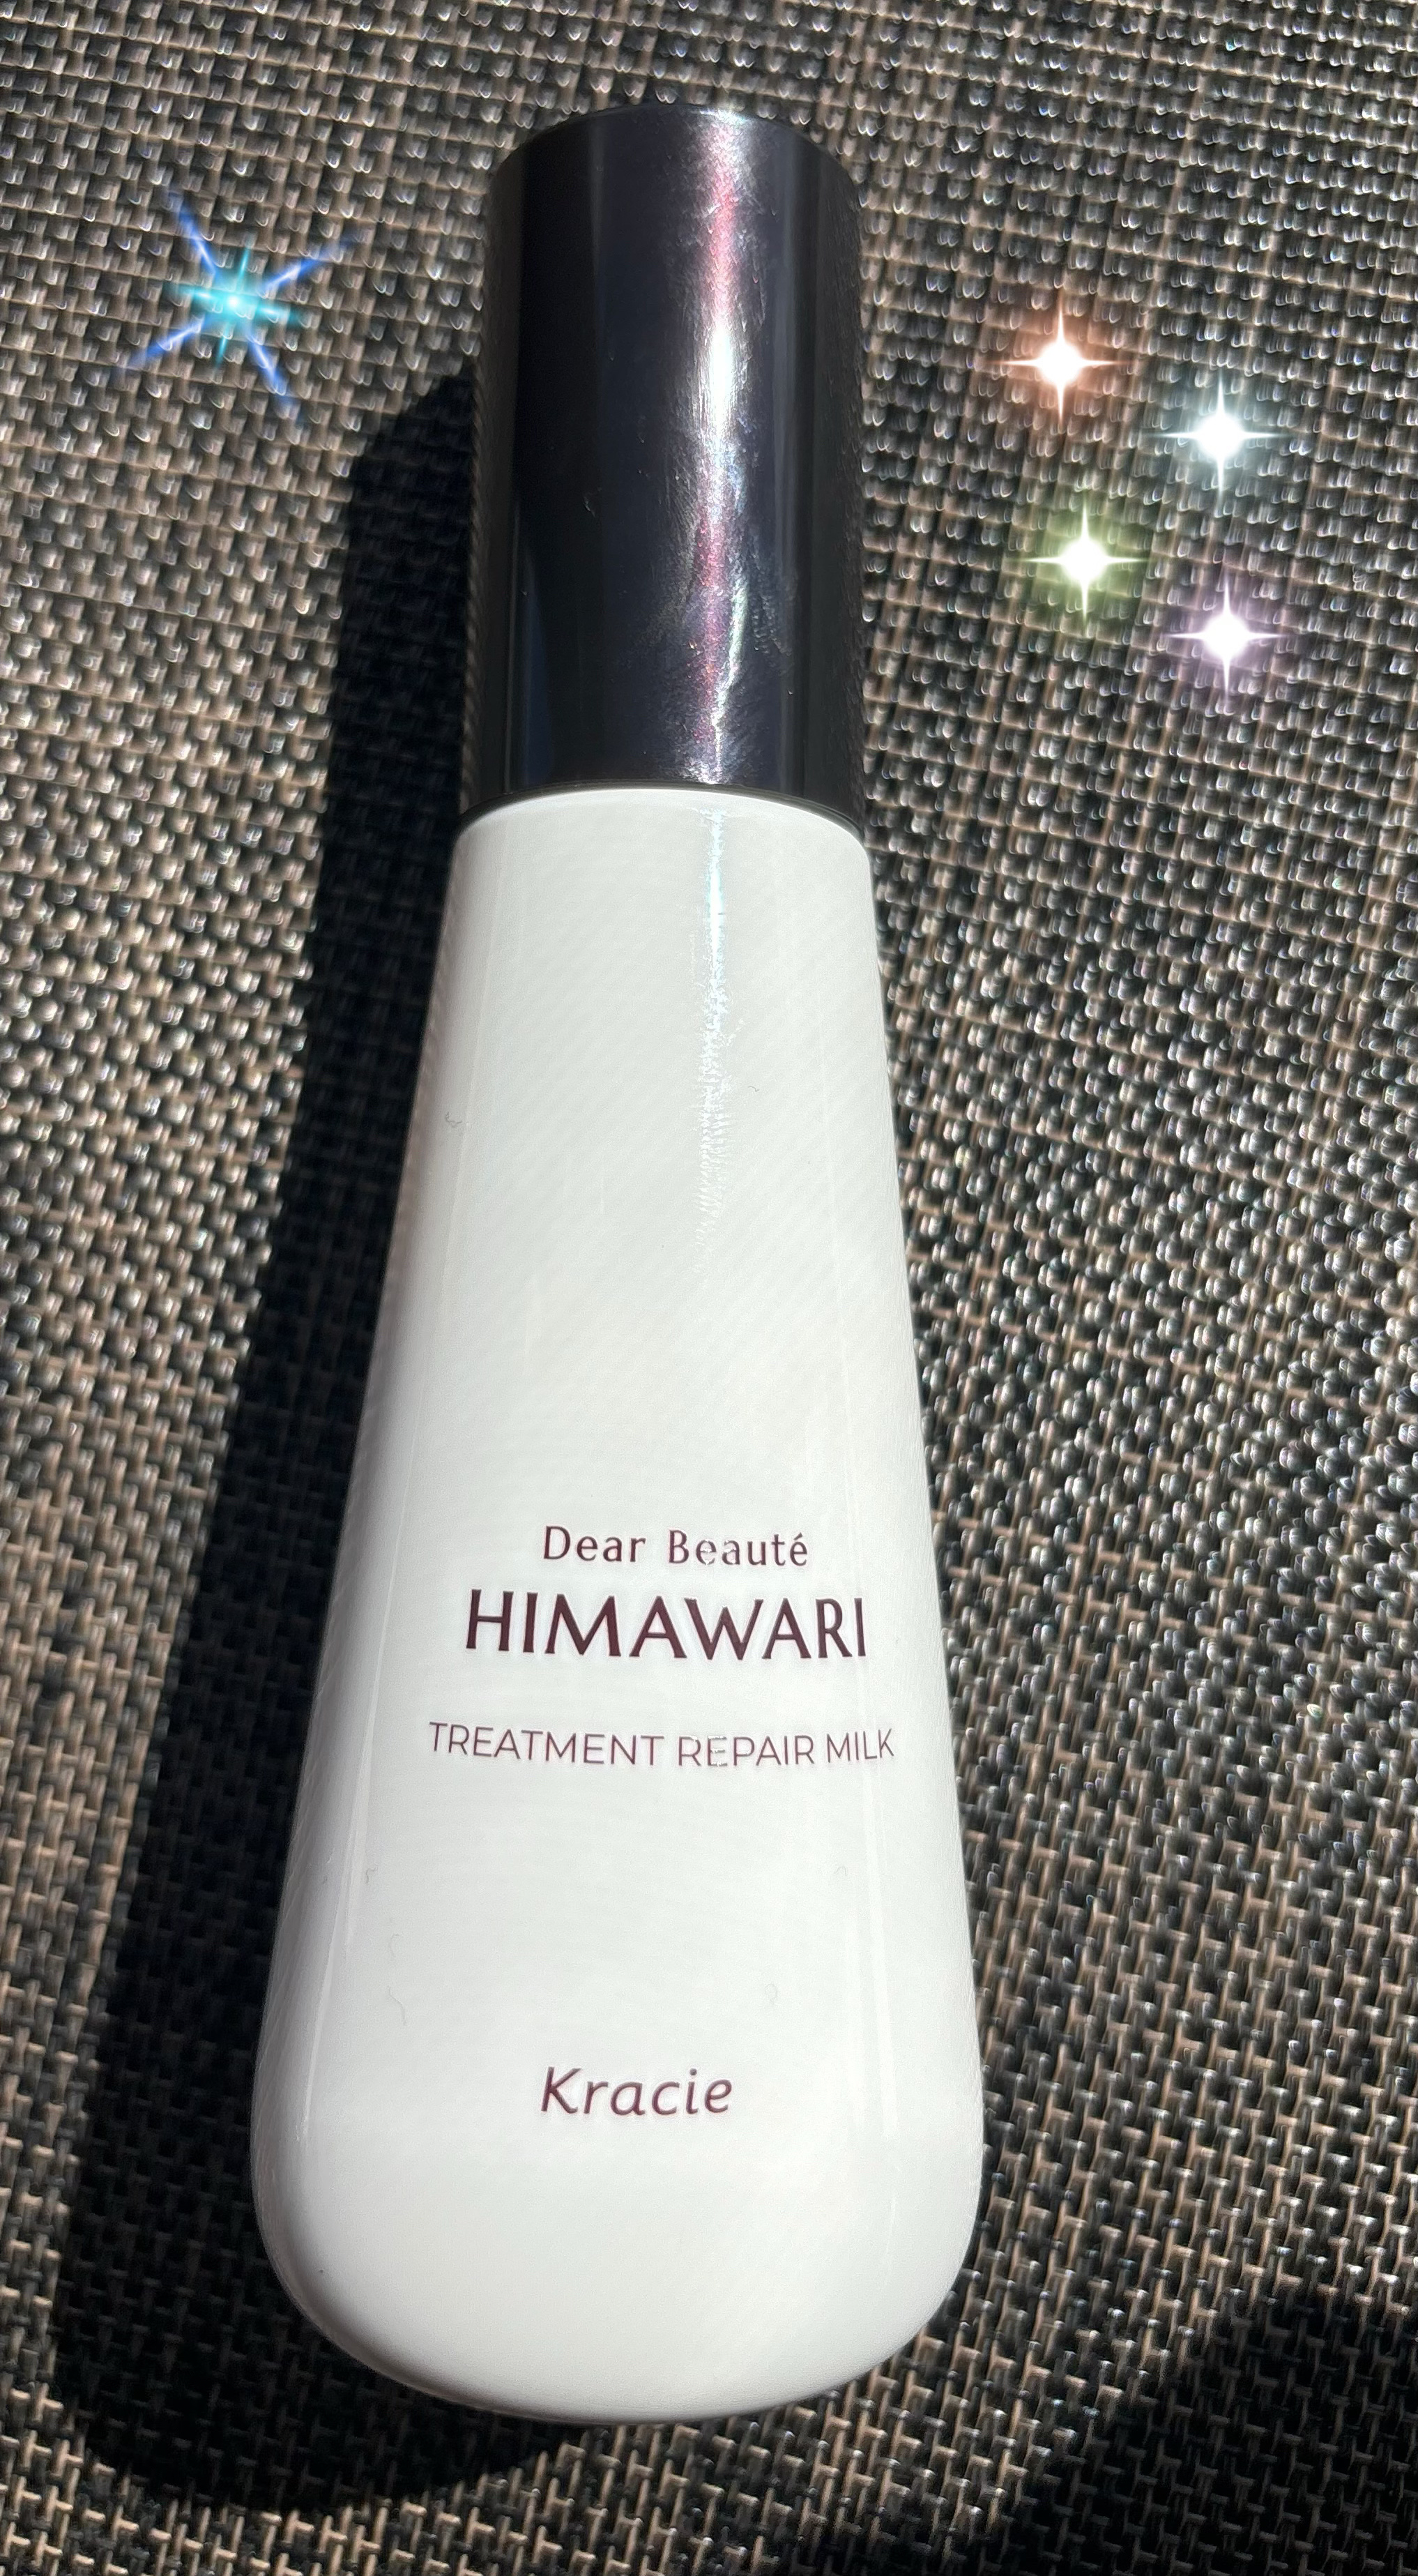 Dear Beauté
HIMAWARI
TREATMENT REPAIR MILK
Kracie